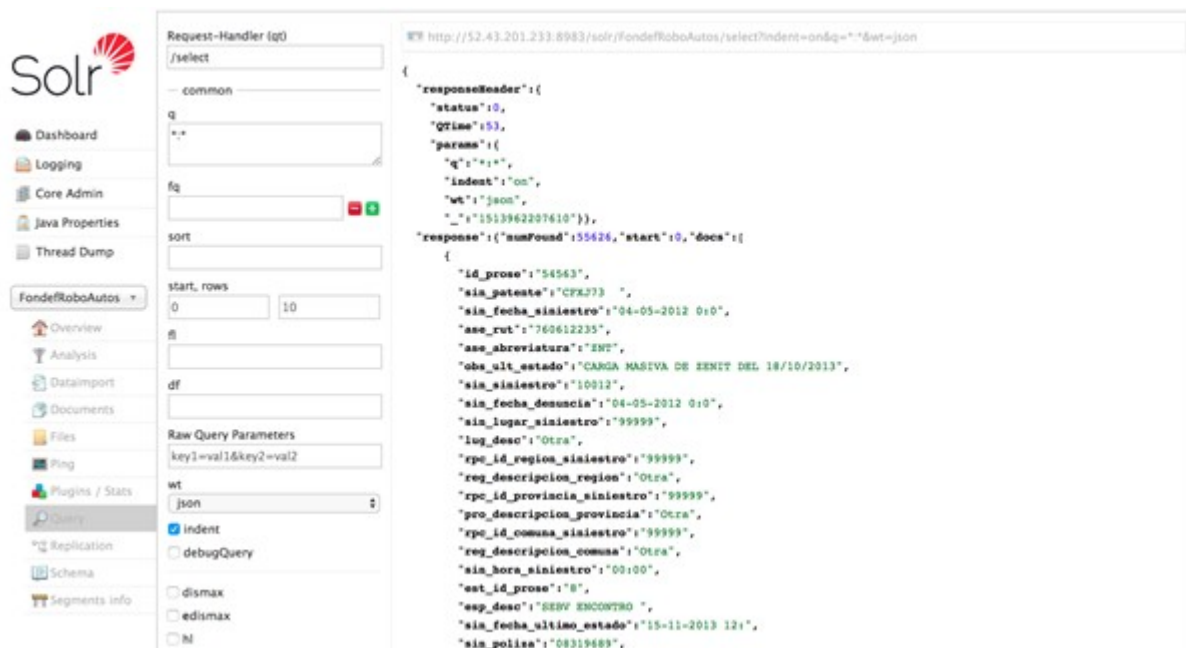 Solr
Dashboard
Logging
Core Admin
Java Properties
Thread Dump
FondefRoboAutos
Overview
Analysis
Dataimport
Documents
Files
Ping
Plugins / Stats
Query
Replication
Schema
Segments info
Request-Handler (qt)
/select
common
q
*:*
fq
sort
start, rows
0 10
fl
df
Raw Query Parameters
key1=val1&key2=val2
wt
json
indent
debugQuery
dismax
edismax
hl
http://52.43.201.233:8983/solr/FondefRoboAutos/select?indent=on&q=*:*&wt=json
{
"responseHeader":{
"status":0,
"QTime":53,
"params":{
"q":"*:*",
"indent":"on",
"wt":"json",
"_":"1513962207610"}},
"response":{"numFound":55626,"start":0,"docs":[
{
"id_prose":"54563",
"sin_patente":"CFXJ73 ",
"sin_fecha_siniestro":"04-05-2012 0:0",
"ase_rut":"760612235",
"ase_abreviatura":"ZNT",
"obs_ult_estado":"CARGA MASIVA DE ZENIT DEL 18/10/2013",
"sin_siniestro":"10012",
"sin_fecha_denuncia":"04-05-2012 0:0",
"sin_lugar_siniestro":"99999",
"lug_desc":"Otra",
"rpc_id_region_siniestro":"99999",
"reg_descripcion_region":"Otra",
"rpc_id_provincia_siniestro":"99999",
"pro_descripcion_provincia":"Otra",
"rpc_id_comuna_siniestro":"99999",
"reg_descripcion_comuna":"Otra",
"sin_hora_siniestro":"00:00",
"est_id_prose":"8",
"esp_desc":"SEBV ENCONTRO ",
"sin_fecha_ultimo_estado":"15-11-2013 12:",
"sin_poliza":"08319689",